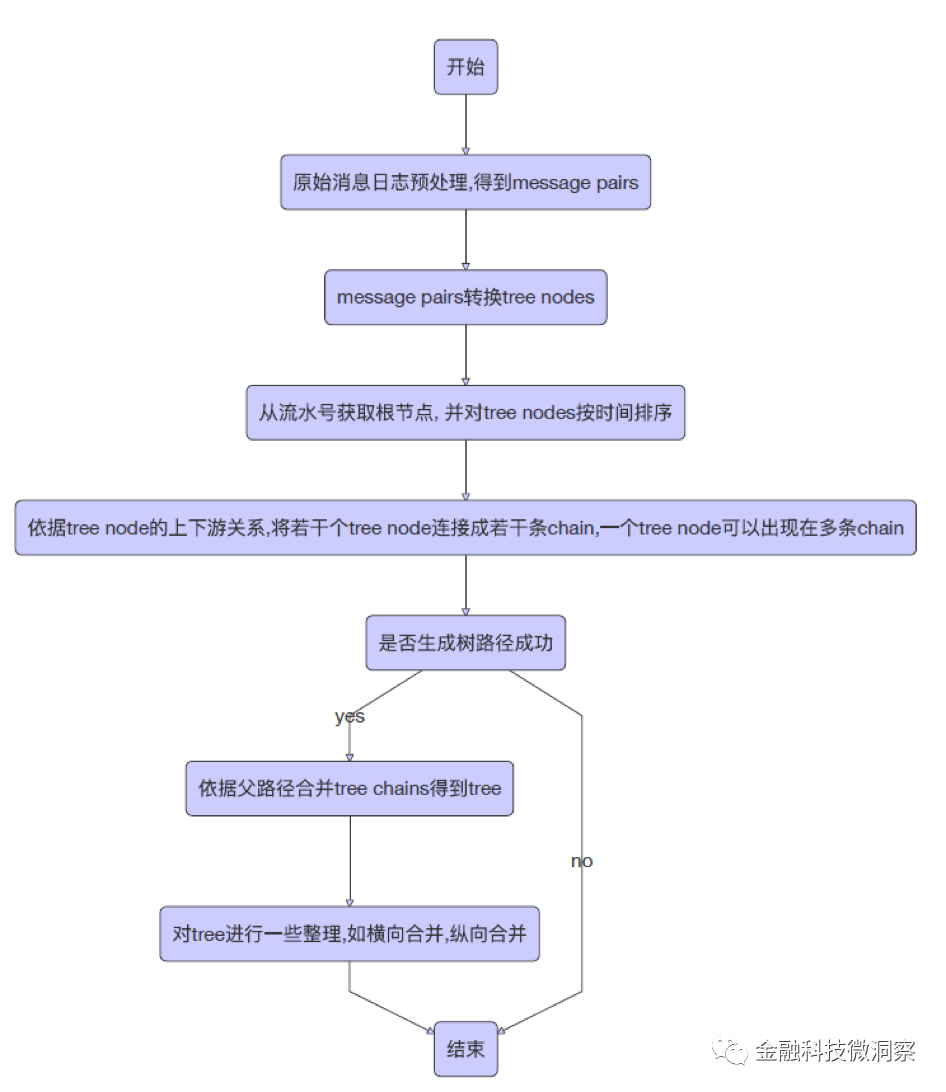 开始
原始消息日志预处理,得到message pairs
message pairs转换tree nodes
从流水号获取根节点, 并对tree nodes按时间排序
依据tree node的上下游关系,将若干个tree node连接成若干条chain,一个tree node可以出现在多条chain
是否生成树路径成功
yes
依据父路径合并tree chains得到tree
no
对tree进行一些整理,如横向合并,纵向合并
结束
金融科技微洞察